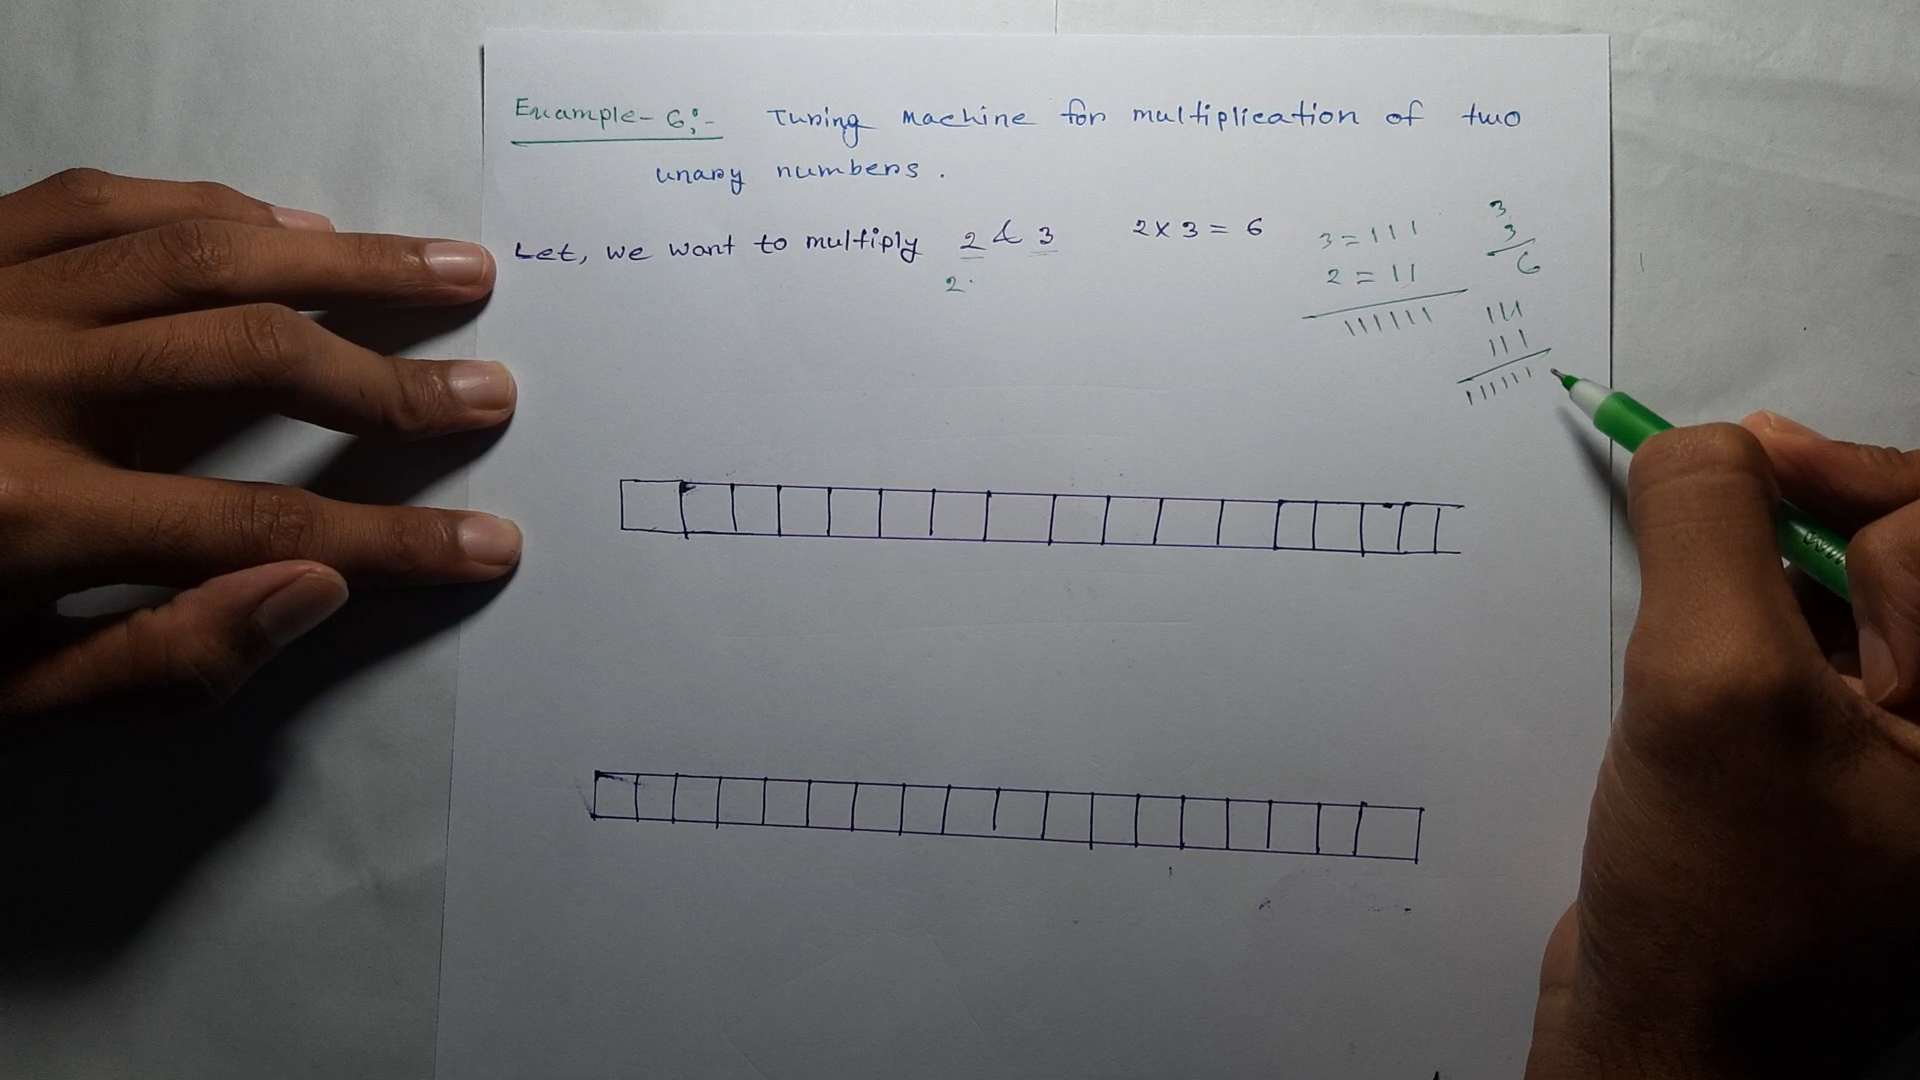 Example- 6:- Turing Machine for multiplication of two
unary numbers.
Let, we want to multiply 2 & 3 2 x 3 = 6
2.
3 = 111
2 = 11
111111
3
3
6
111
111
111111